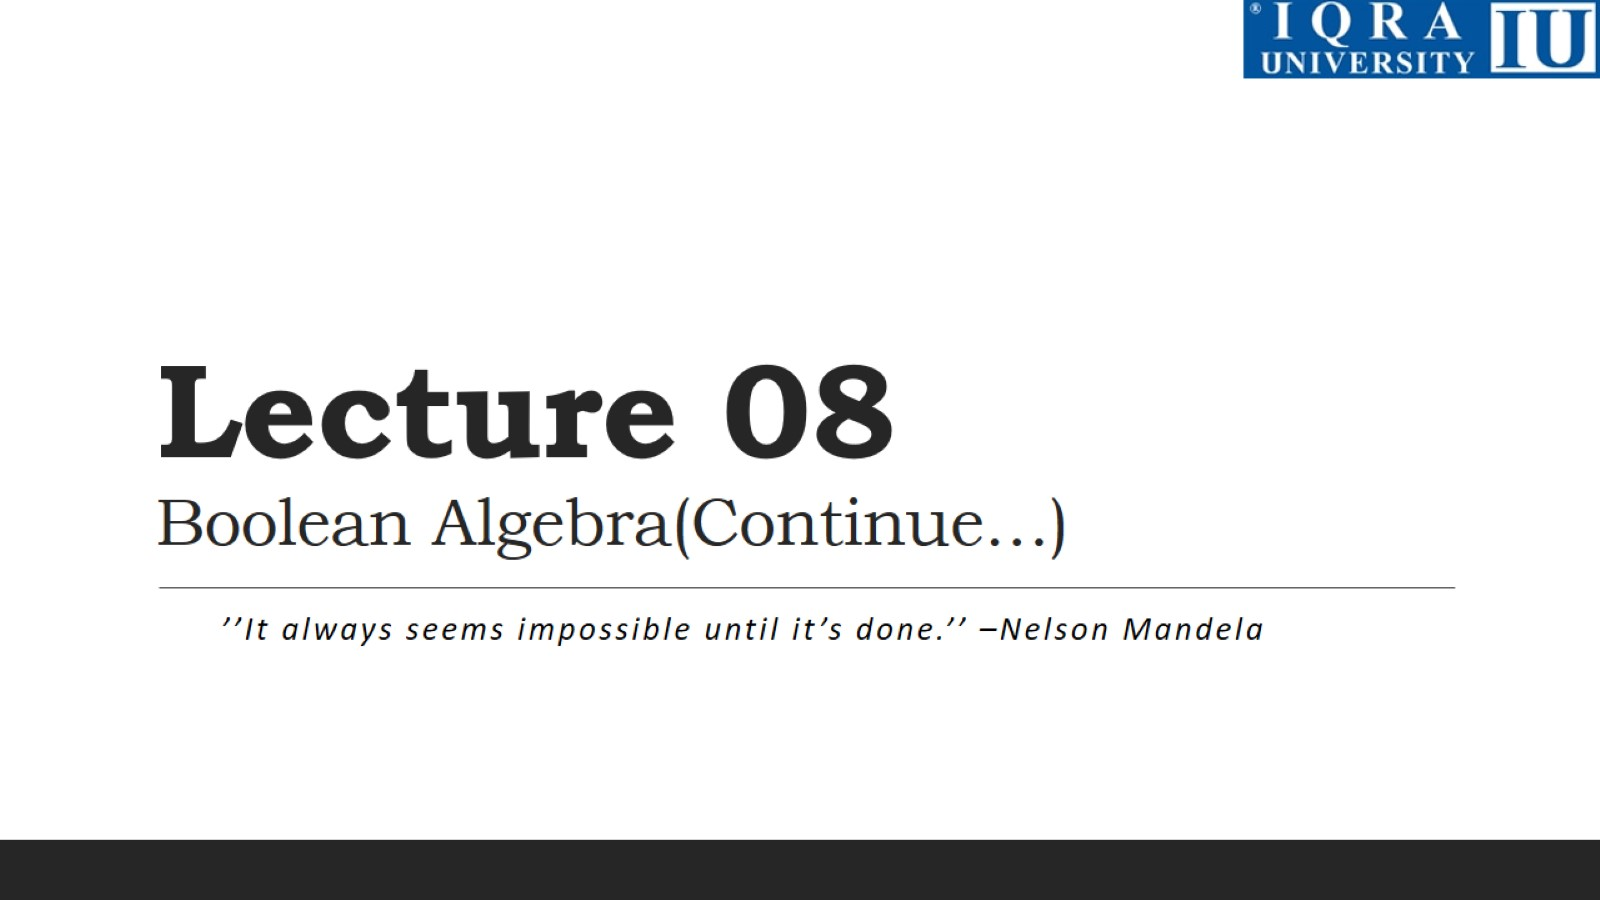 ® IQRA
UNIVERSITY IU
Lecture 08
Boolean Algebra(Continue…)
’’It always seems impossible until it’s done.’’ –Nelson Mandela